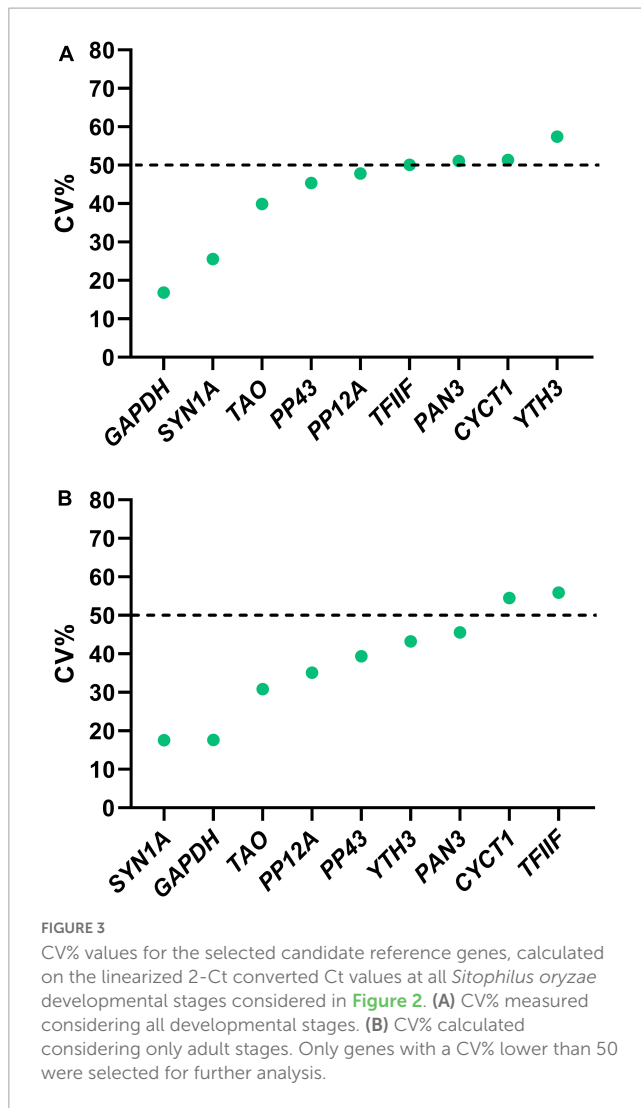 A
80
70
60
50
40
30
20
10
0
CV%
GAPDH
SYN1A
TAO
PP43
PP12A
TFIIF
PAN3
CYCT1
YTH3
B
80
70
60
50
40
30
20
10
0
CV%
SYN1A
GAPDH
TAO
PP12A
PP43
YTH3
PAN3
CYCT1
TFIIF
FIGURE 3
CV% values for the selected candidate reference genes, calculated
on the linearized 2-Ct converted Ct values at all Sitophilus oryzae
developmental stages considered in Figure 2. (A) CV% measured
considering all developmental stages. (B) CV% calculated
considering only adult stages. Only genes with a CV% lower than 50
were selected for further analysis.